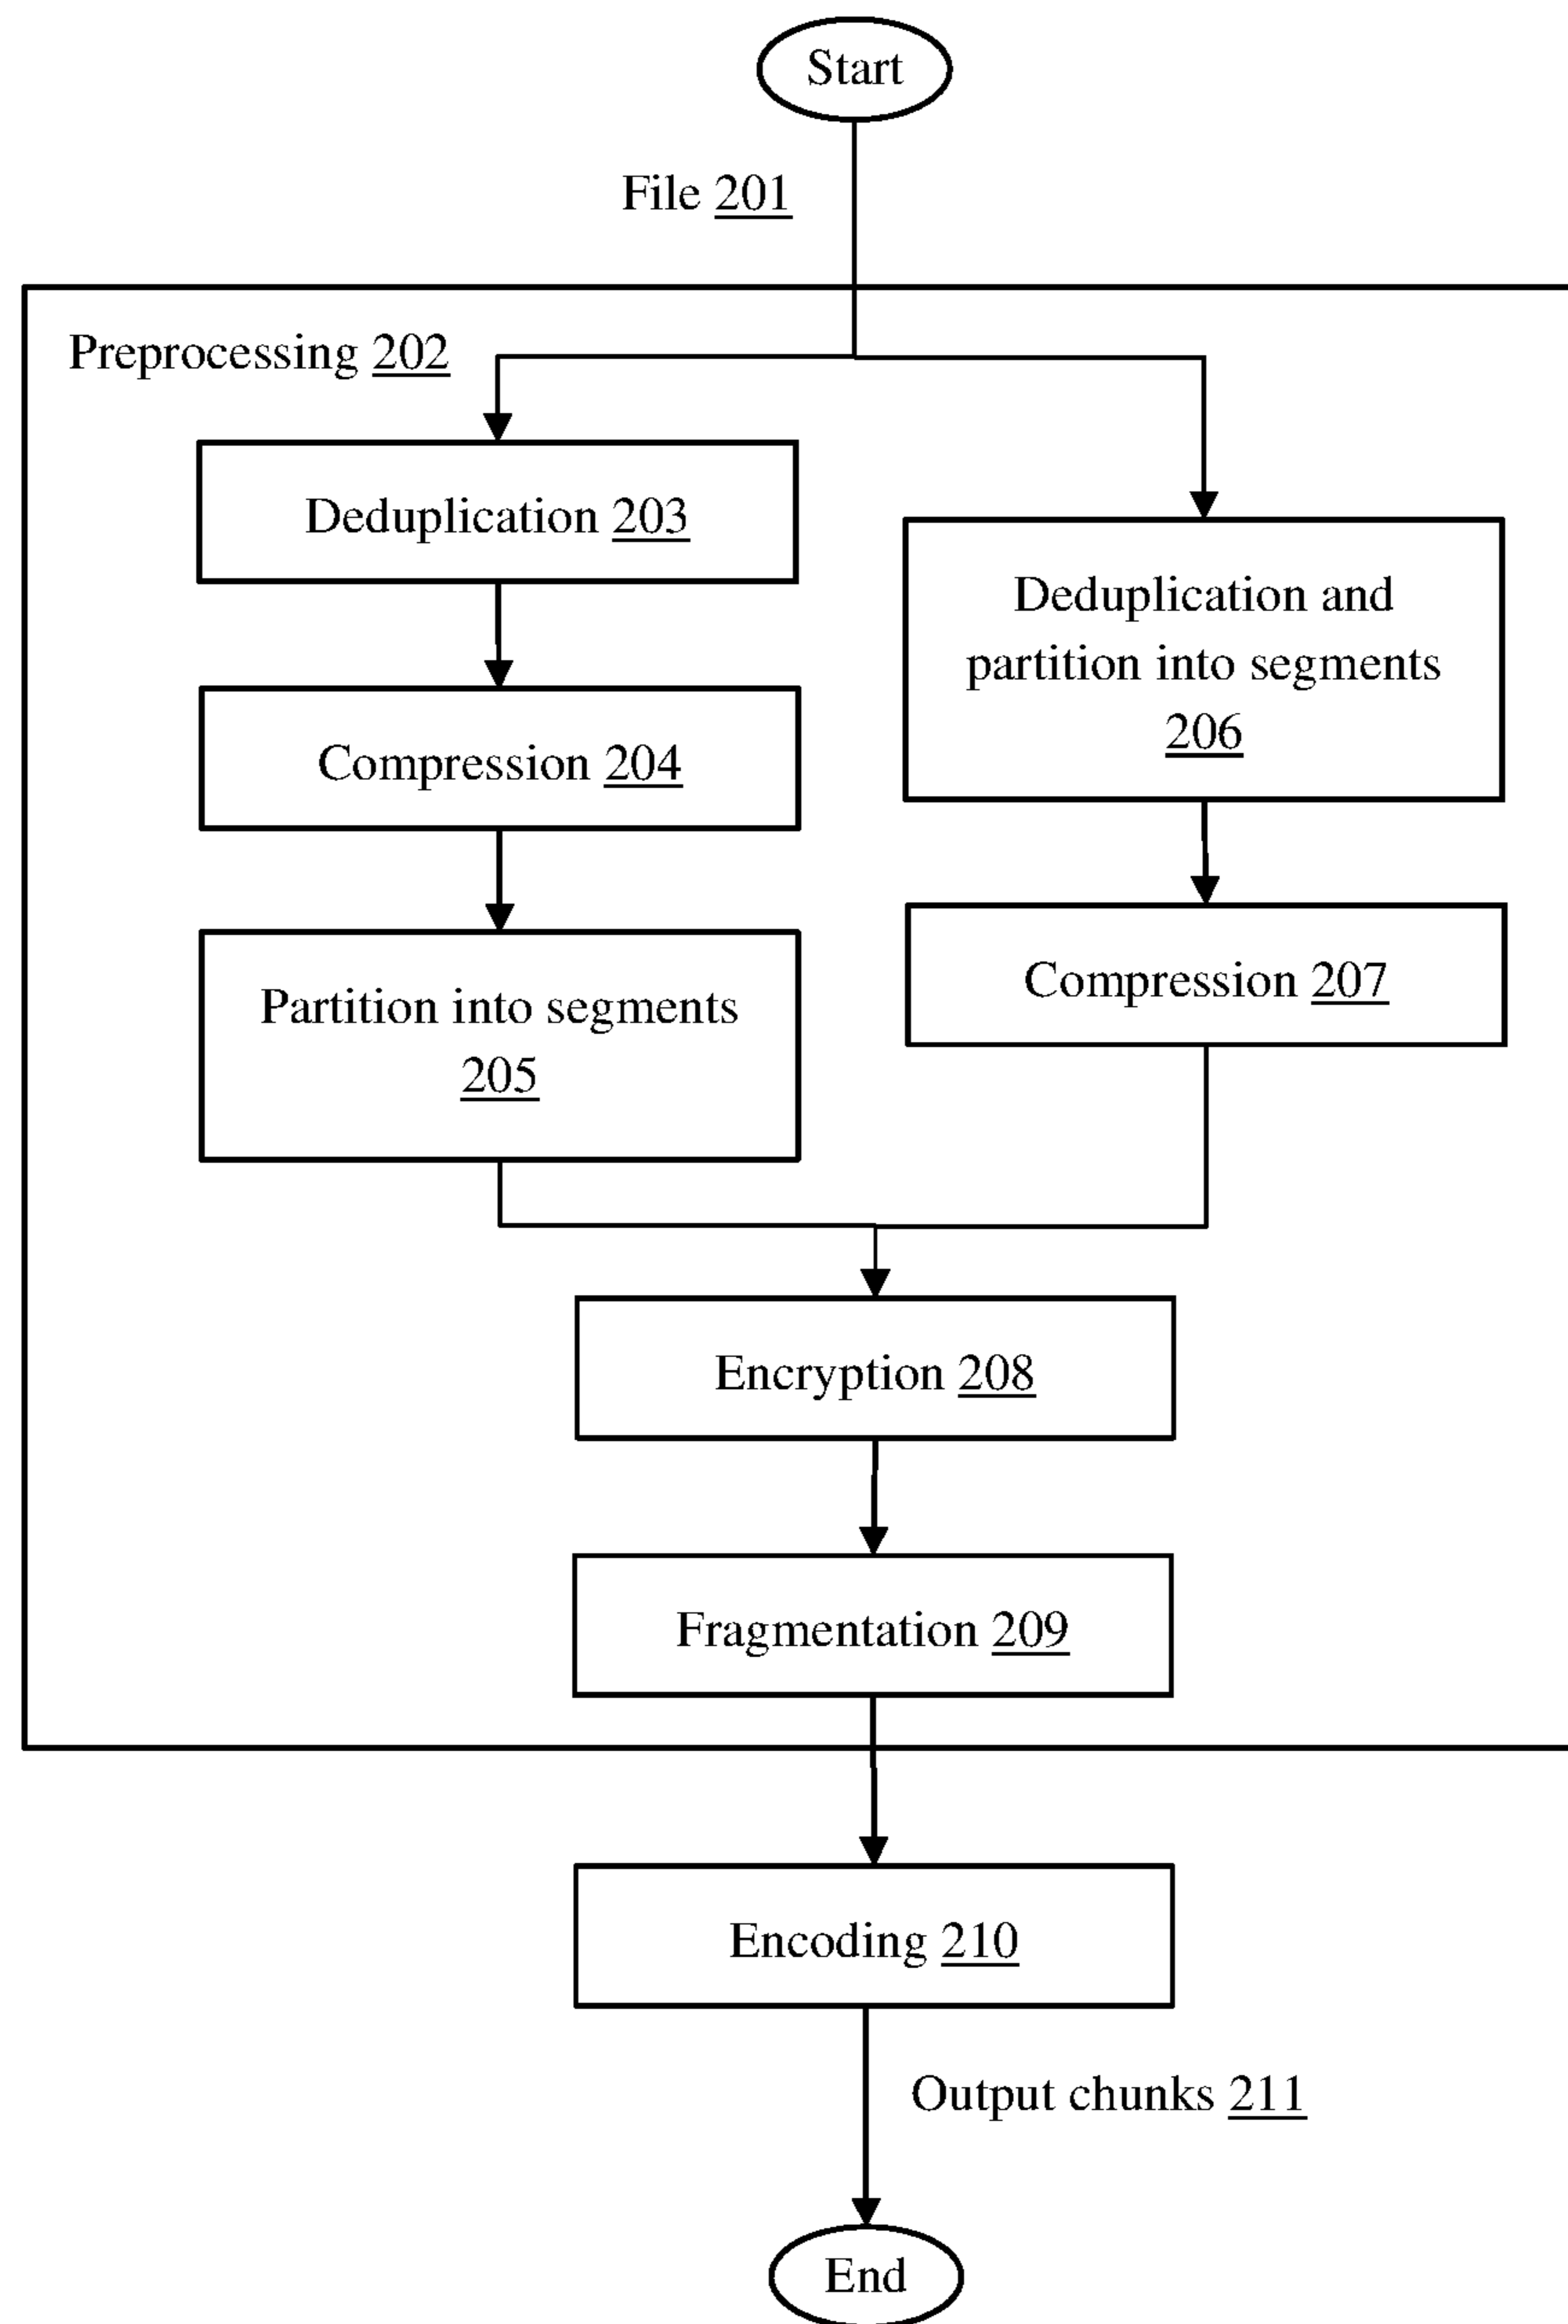 Start
File 201
Preprocessing 202
Deduplication 203
Compression 204
Partition into segments
205
Deduplication and
partition into segments
206
Compression 207
Encryption 208
Fragmentation 209
Encoding 210
Output chunks 211
End